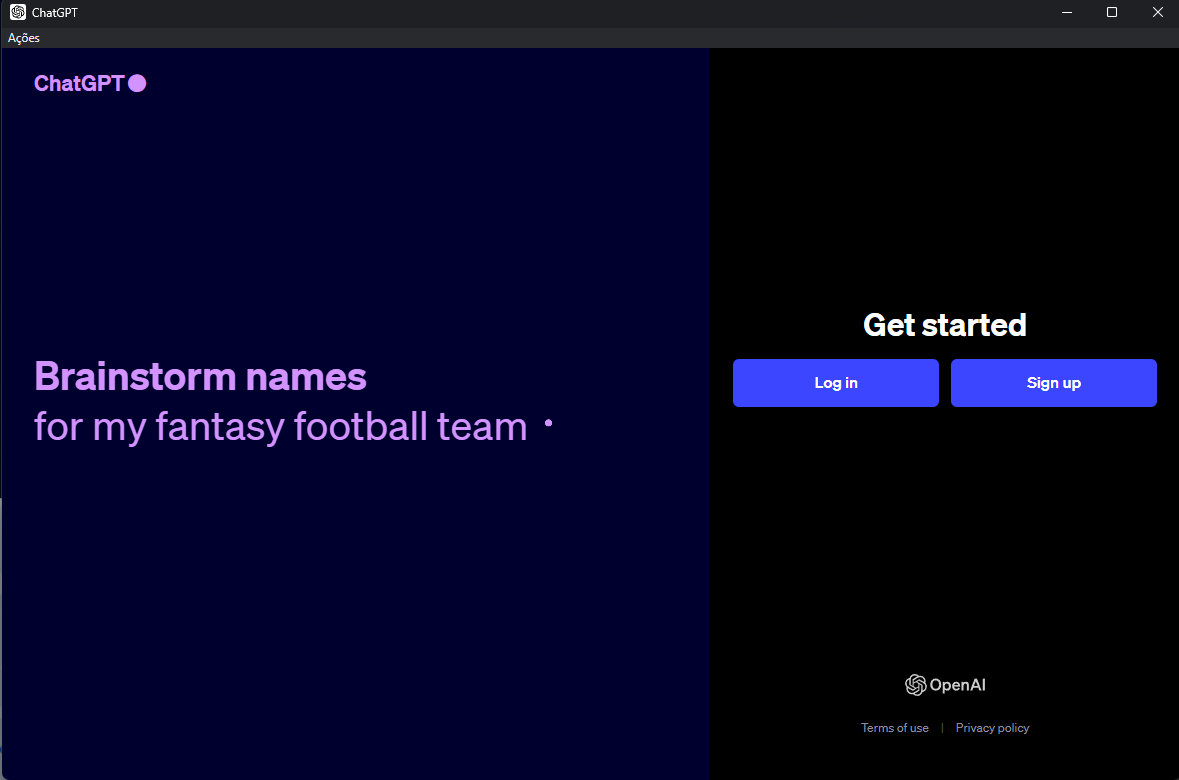 ChatGPT
Ações
ChatGPT
Brainstorm names
for my fantasy football team
Get started
Log in
Sign up
OpenAI
Terms of use | Privacy policy